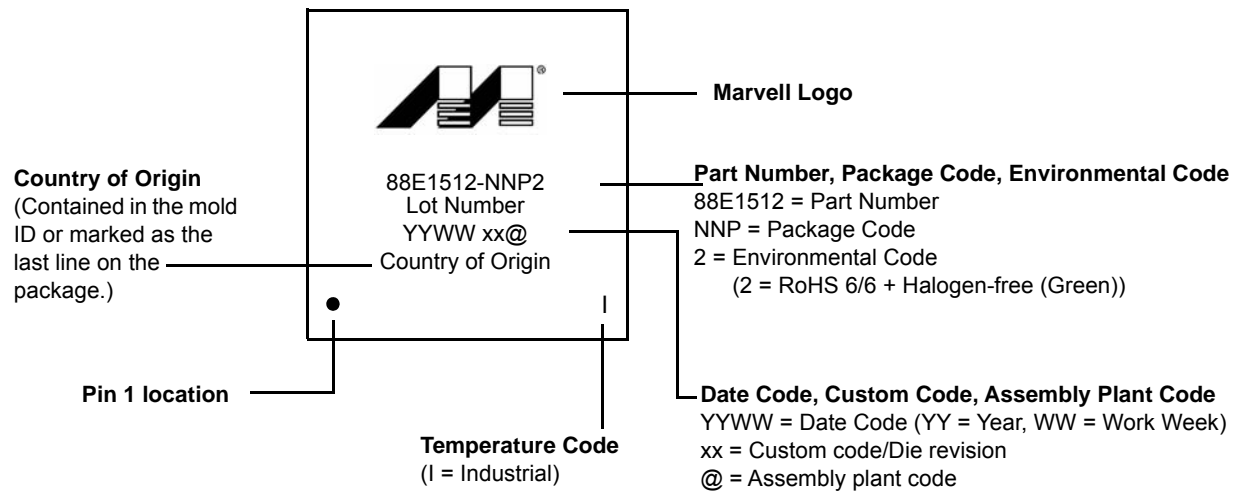 ®
Marvell Logo
88E1512-NNP2
Lot Number
YYWW xx@
Country of Origin
I
Country of Origin
(Contained in the mold
ID or marked as the
last line on the
package.)
Part Number, Package Code, Environmental Code
88E1512 = Part Number
NNP = Package Code
2 = Environmental Code
(2 = RoHS 6/6 + Halogen-free (Green))
Pin 1 location
Temperature Code
(I = Industrial)
Date Code, Custom Code, Assembly Plant Code
YYWW = Date Code (YY = Year, WW = Work Week)
xx = Custom code/Die revision
@ = Assembly plant code